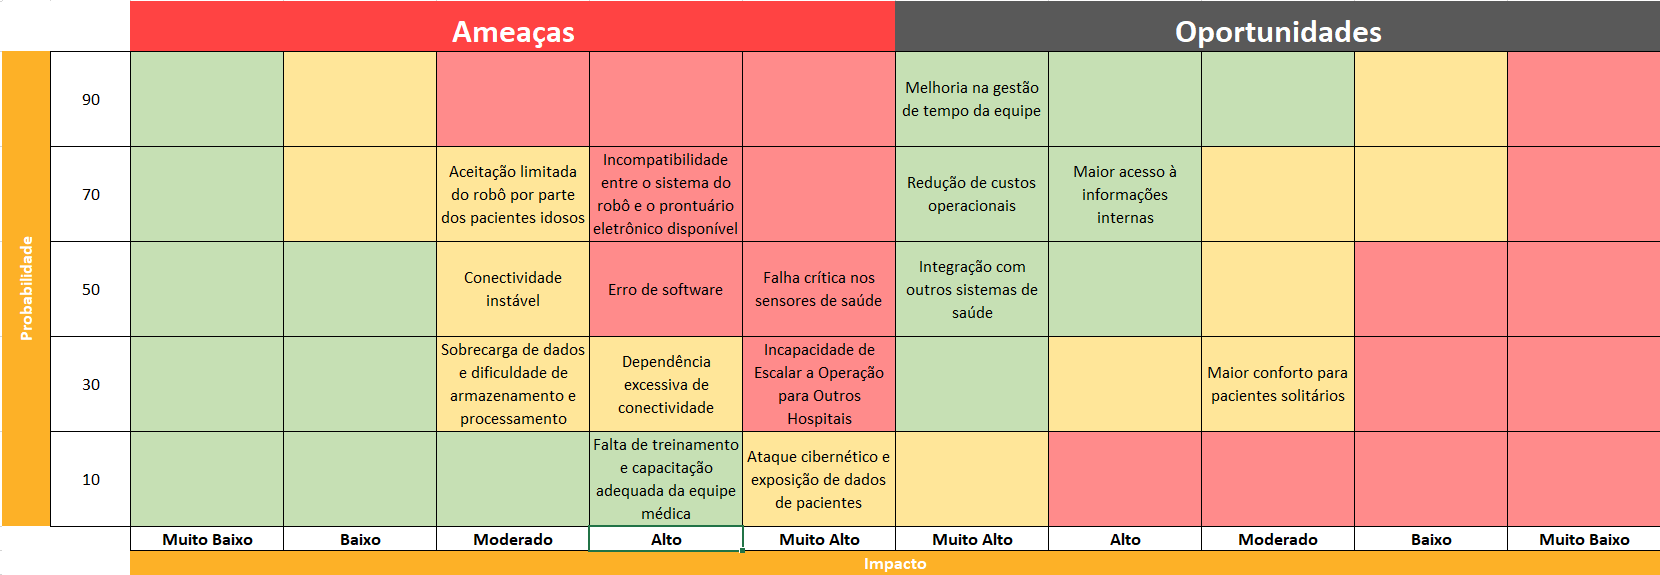 Ameaças
Oportunidades
Probabilidade
90
Melhoria na gestão
de tempo da equipe
70
Aceitação limitada
do robô por parte
dos pacientes idosos
Incompatibilidade
entre o sistema do
robô e o prontuário
eletrônico disponível
Redução de custos
operacionais
Maior acesso à
informações
internas
50
Conectividade
instável
Erro de software
Falha crítica nos
sensores de saúde
Integração com
outros sistemas de
saúde
30
Sobrecarga de dados
e dificuldade de
armazenamento e
processamento
Dependência
excessiva de
conectividade
Incapacidade de
Escalar a Operação
para Outros
Hospitais
Maior conforto para
pacientes solitários
10
Falta de treinamento
e capacitação
adequada da equipe
médica
Ataque cibernético e
exposição de dados
de pacientes
Muito Baixo
Baixo
Moderado
Alto
Muito Alto
Muito Alto
Alto
Moderado
Baixo
Muito Baixo
Impacto